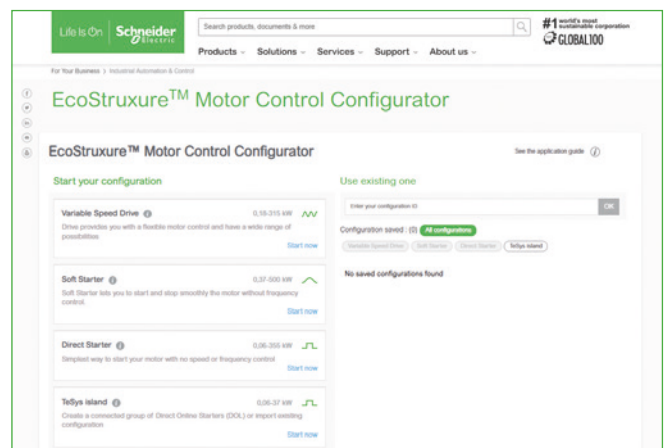 Life Is On
Schneider
Electric
Search products, documents & more
#1 world's most
sustainable corporation
GLOBAL100
Products
Solutions
Services
Support
About us
For Your Business > Industrial Automation & Control
EcoStruxure™ Motor Control Configurator
EcoStruxure™ Motor Control Configurator
See the application guide
Start your configuration
Variable Speed Drive
0,18-315 kW
Drive provides you with a flexible motor control and have a wide range of
possibilities
Start now
Soft Starter
0,37-500 kW
Soft Starter lets you to start and stop smoothly the motor without frequency
control.
Start now
Direct Starter
0,06-355 kW
Simplest way to start your motor with no speed or frequency control
Start now
TeSys island
0,06-37 kW
Create a connected group of Direct Online Starters (DOL) or import existing
configuration
Start now
Use existing one
Enter your configuration ID
OK
Configuration saved : (0) All configurations
Variable Speed Drive
Soft Starter
Direct Starter
TeSys island
No saved configurations found